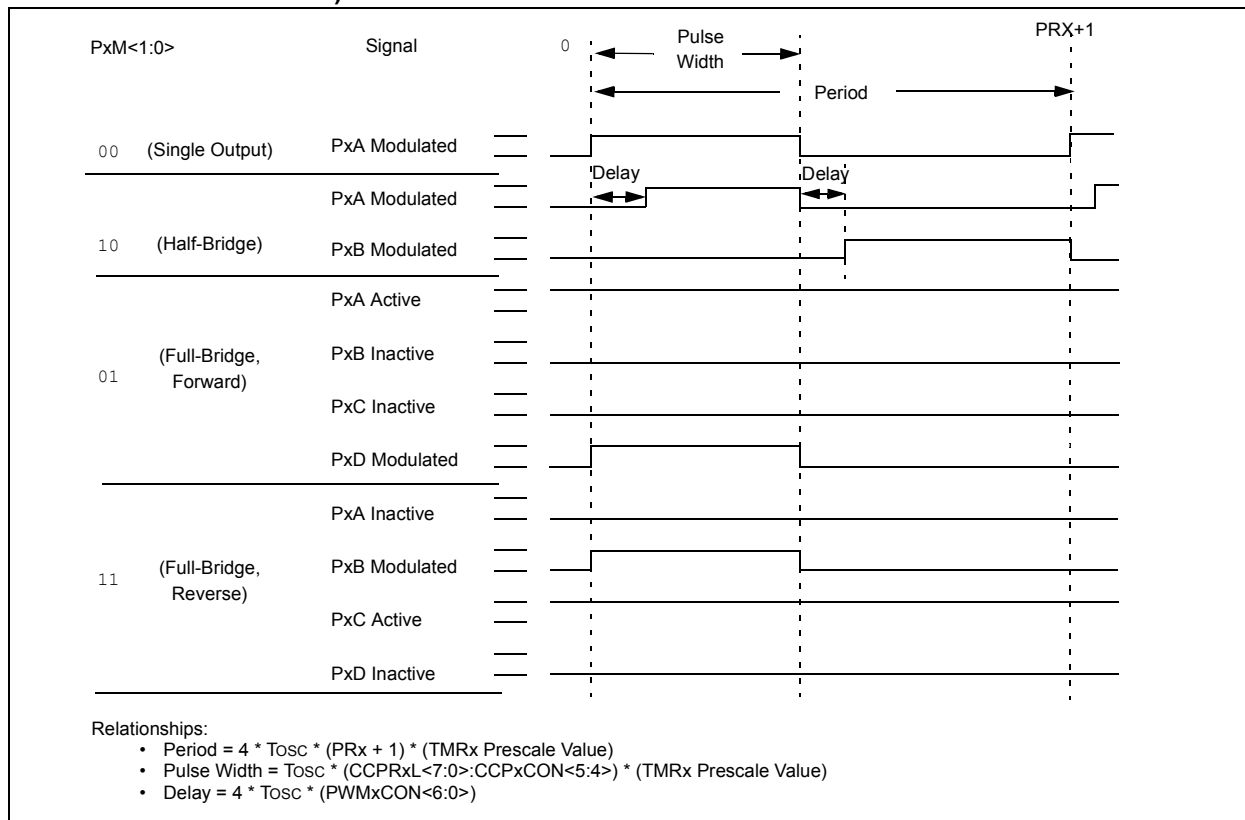 PxM<1:0>
Signal
0
Pulse
Width
PRX+1
Period
00 (Single Output)
PxA Modulated
Delay
Delay
10 (Half-Bridge)
PxA Modulated
PxB Modulated
01 (Full-Bridge,
Forward)
PxA Active
PxB Inactive
PxC Inactive
PxD Modulated
11 (Full-Bridge,
Reverse)
PxA Inactive
PxB Modulated
PxC Active
PxD Inactive
Relationships:
• Period = 4 * TOSC * (PRx + 1) * (TMRx Prescale Value)
• Pulse Width = TOSC * (CCPRxL<7:0>:CCPxCON<5:4>) * (TMRx Prescale Value)
• Delay = 4 * TOSC * (PWMxCON<6:0>)